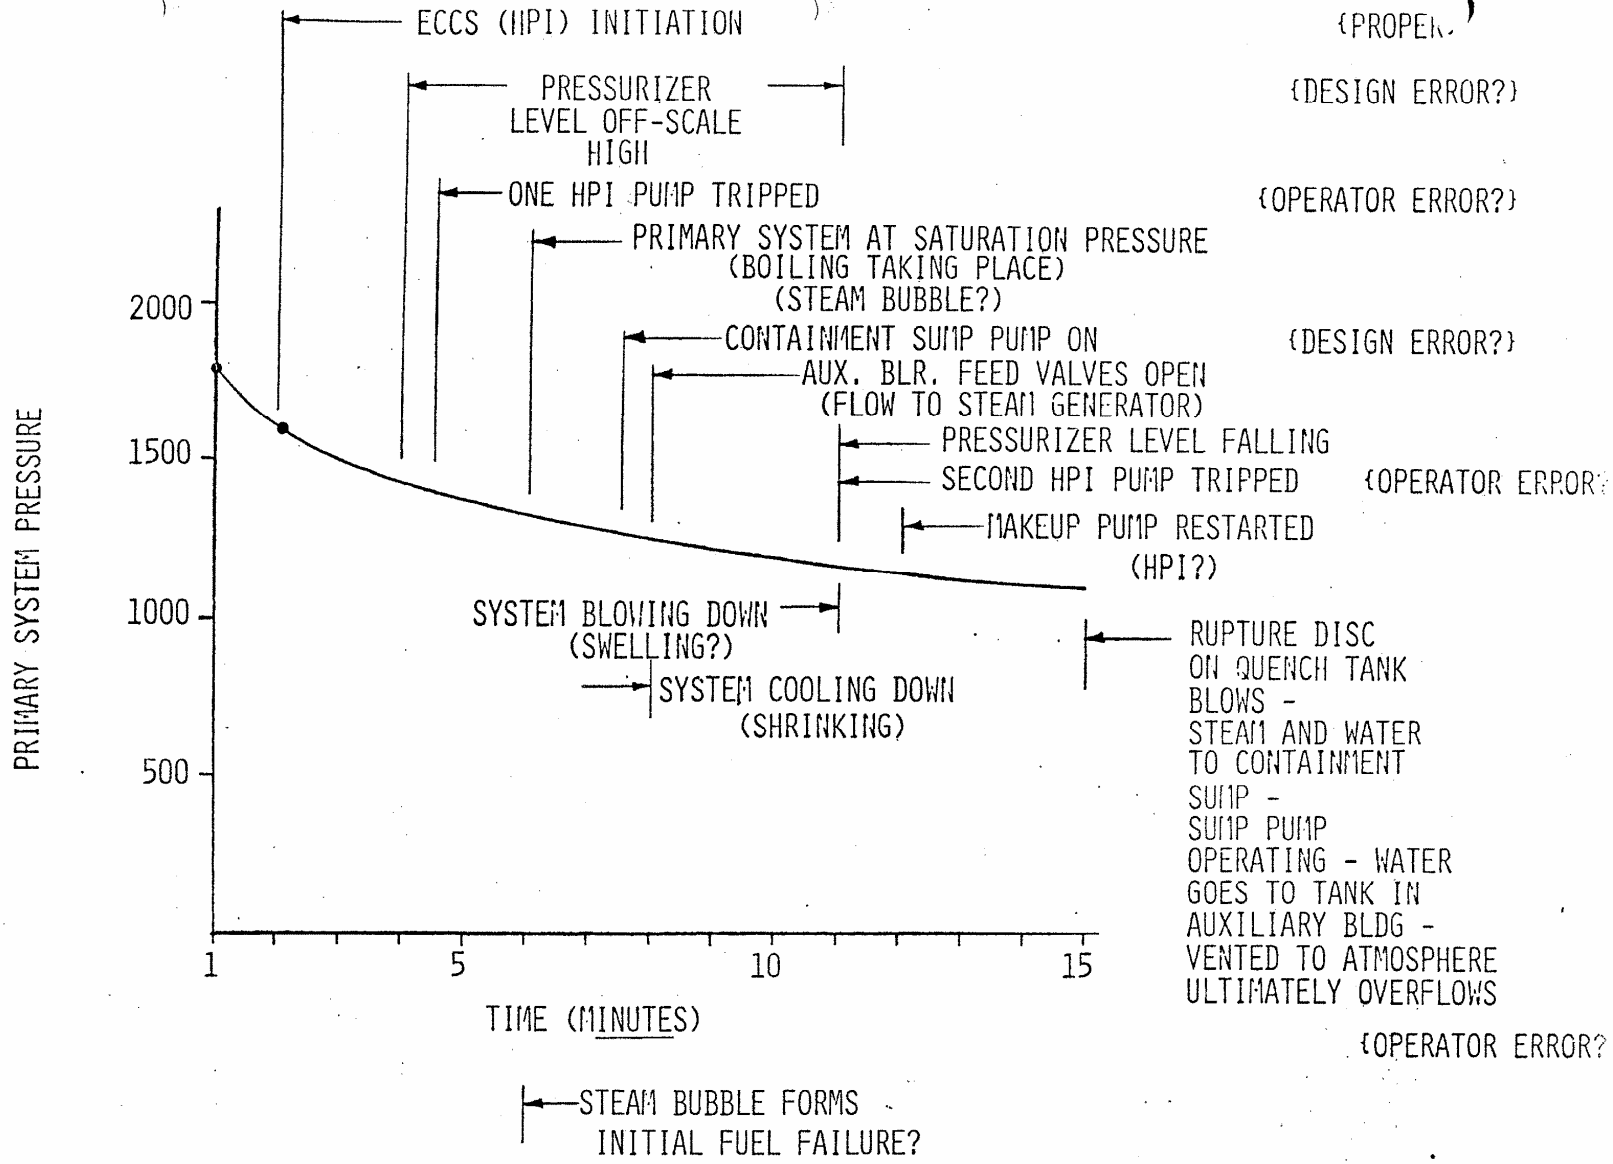 ECCS (HPI) INITIATION
PRESSURIZER {DESIGN ERROR?}
LEVEL OFF-SCALE
HIGH
ONE HPI PUMP TRIPPED {OPERATOR ERROR?}
PRIMARY SYSTEM AT SATURATION PRESSURE
(BOILING TAKING PLACE)
(STEAM BUBBLE?)
2000
CONTAINMENT SUMP PUMP ON {DESIGN ERROR?}
AUX. BLR. FEED VALVES OPEN
(FLOW TO STEAM GENERATOR)
PRESSURIZER LEVEL FALLING
1500
SECOND HPI PUMP TRIPPED {OPERATOR ERROR?
MAKEUP PUMP RESTARTED
(HPI?)
PRIMARY SYSTEM PRESSURE
1000
SYSTEM BLOWING DOWN
(SWELLING?)
SYSTEM COOLING DOWN
(SHRINKING)
500
RUPTURE DISC
ON QUENCH TANK
BLOWS -
STEAM AND WATER
TO CONTAINMENT
SUMP -
SUMP PUMP
OPERATING - WATER
GOES TO TANK IN
AUXILIARY BLDG -
VENTED TO ATMOSPHERE
ULTIMATELY OVERFLOWS
{OPERATOR ERROR?
1 5 10 15
TIME (MINUTES)
STEAM BUBBLE FORMS
INITIAL FUEL FAILURE?